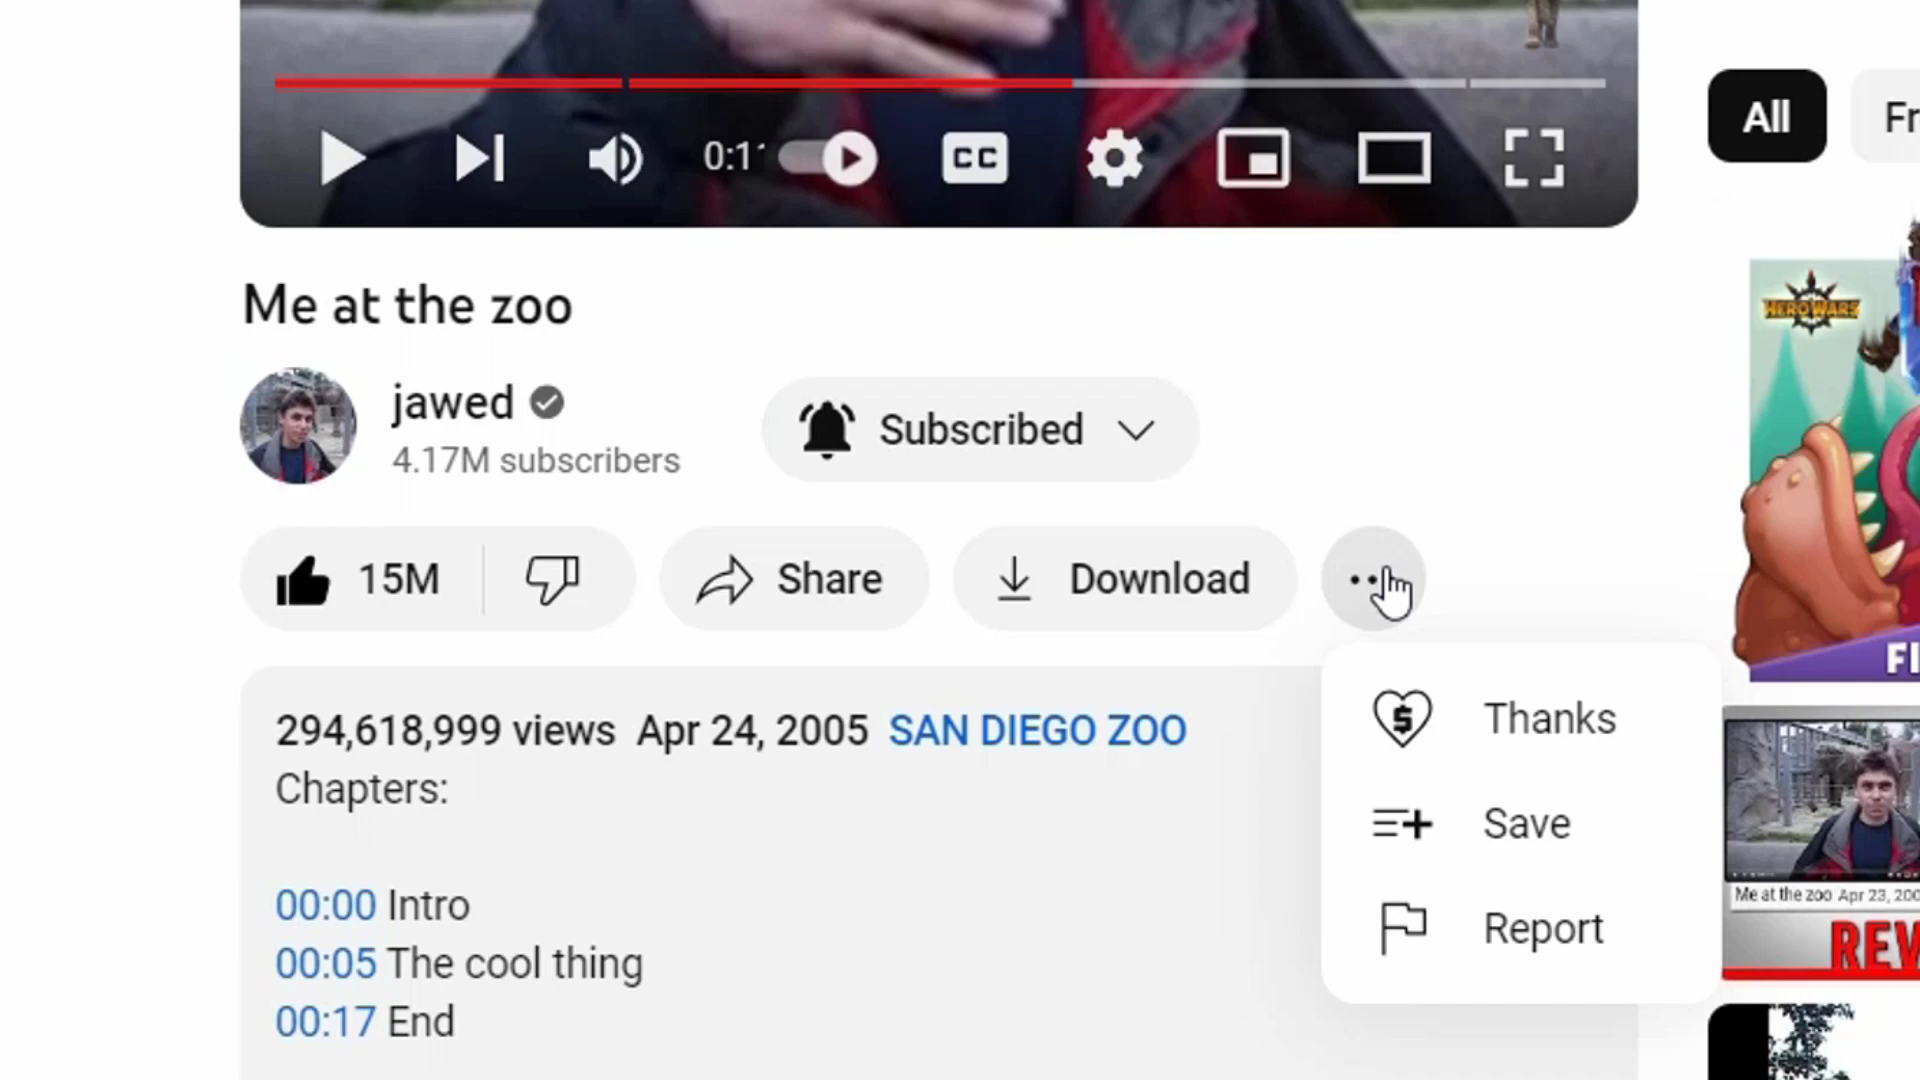 0:1
CC
All
Fr
Me at the zoo
HERO WARS
jawed
4.17M subscribers
Subscribed
15M
Share
Download
FI
294,618,999 views Apr 24, 2005 SAN DIEGO ZOO
Chapters:
00:00 Intro
00:05 The cool thing
00:17 End
Thanks
Save
Report
Me at the zoo Apr 23, 200
REV